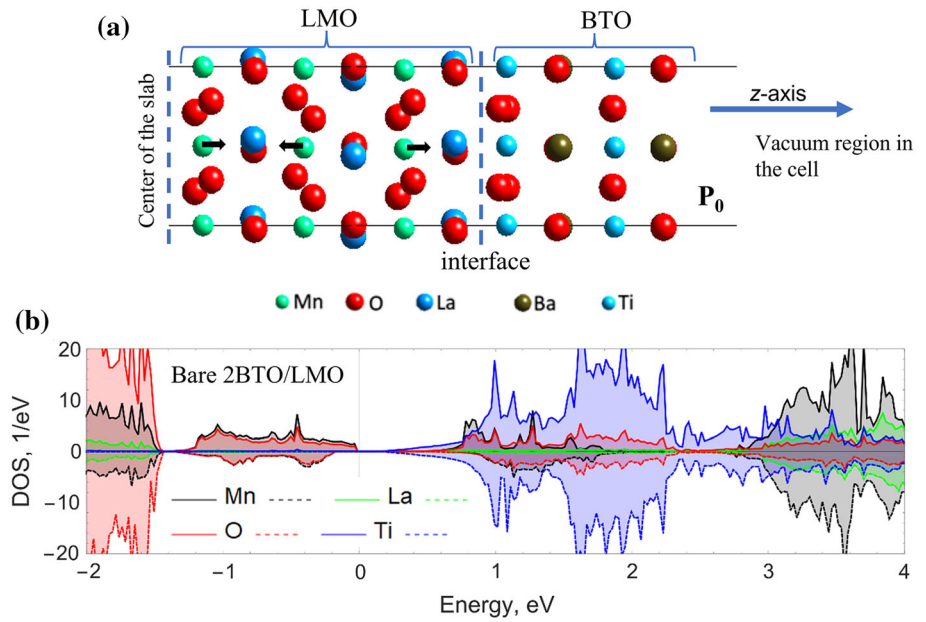 (a)
LMO
BTO
Center of the slab
z-axis
Vacuum region in
the cell
P0
interface
Mn O La Ba Ti
(b)
Bare 2BTO/LMO
DOS, 1/eV
20
10
0
−10
−20
Mn La
O Ti
−2 −1 0 1 2 3 4
Energy, eV